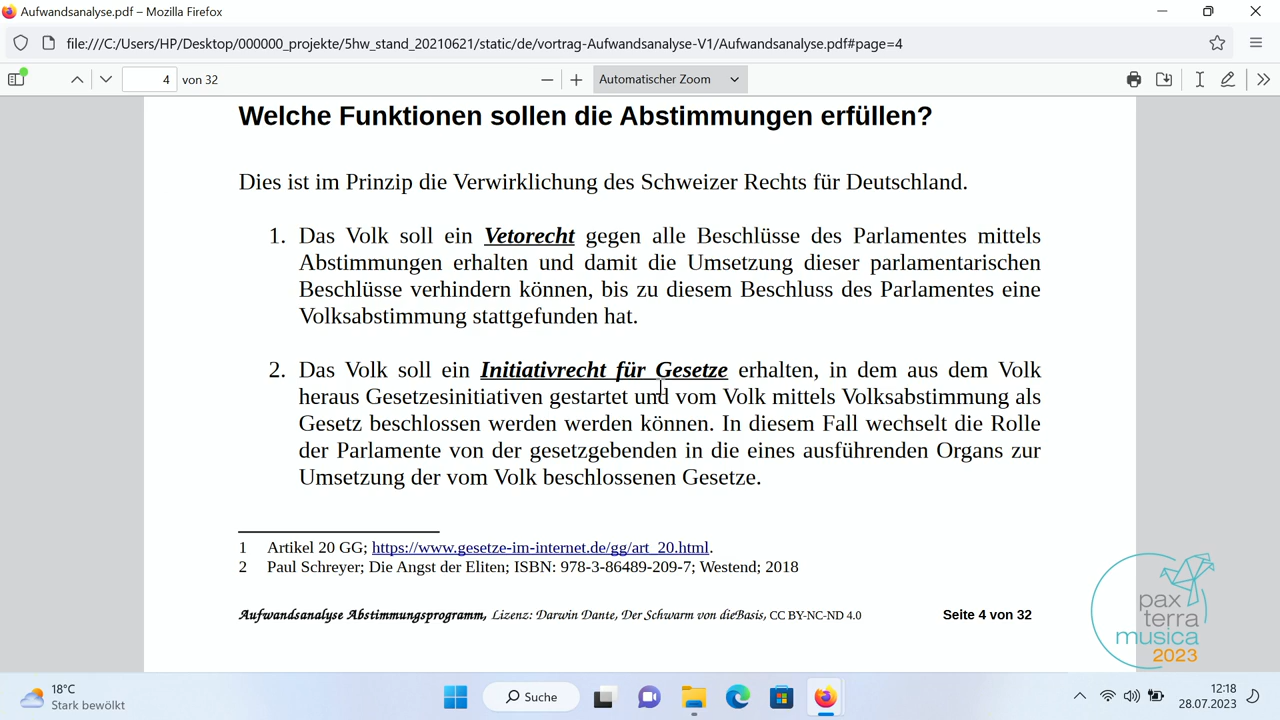 Aufwandsanalyse.pdf – Mozilla Firefox
file:///C:/Users/HP/Desktop/000000_projekte/5hw_stand_20210621/static/de/vortrag-Aufwandsanalyse-V1/Aufwandsanalyse.pdf#page=4
4 von 32 Automatischer Zoom
Welche Funktionen sollen die Abstimmungen erfüllen?
Dies ist im Prinzip die Verwirklichung des Schweizer Rechts für Deutschland.
1. Das Volk soll ein Vetorecht gegen alle Beschlüsse des Parlamentes mittels
Abstimmungen erhalten und damit die Umsetzung dieser parlamentarischen
Beschlüsse verhindern können, bis zu diesem Beschluss des Parlamentes eine
Volksabstimmung stattgefunden hat.
2. Das Volk soll ein Initiativrecht für Gesetze erhalten, in dem aus dem Volk
heraus Gesetzesinitiativen gestartet und vom Volk mittels Volksabstimmung als
Gesetz beschlossen werden werden können. In diesem Fall wechselt die Rolle
der Parlamente von der gesetzgebenden in die eines ausführenden Organs zur
Umsetzung der vom Volk beschlossenen Gesetze.
1 Artikel 20 GG; https://www.gesetze-im-internet.de/gg/art_20.html.
2 Paul Schreyer; Die Angst der Eliten; ISBN: 978-3-86489-209-7; Westend; 2018
Aufwandsanalyse Abstimmungsprogramm, Lizenz: Darwin Dante, Der Schwarm von dieBasis, CC BY-NC-ND 4.0 Seite 4 von 32
pax
terra
musica
2023
18°C
Stark bewölkt
Suche
12:18
28.07.2023